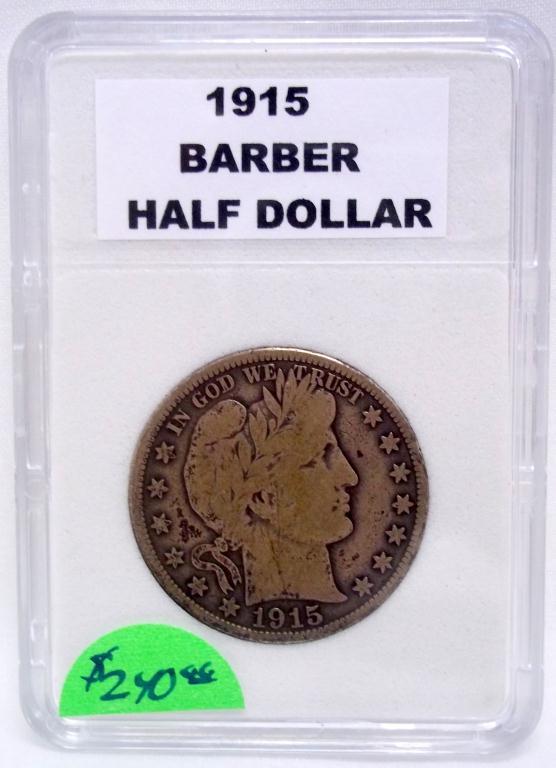 1915
BARBER
HALF DOLLAR
IN GOD WE TRUST
1915
$240.00